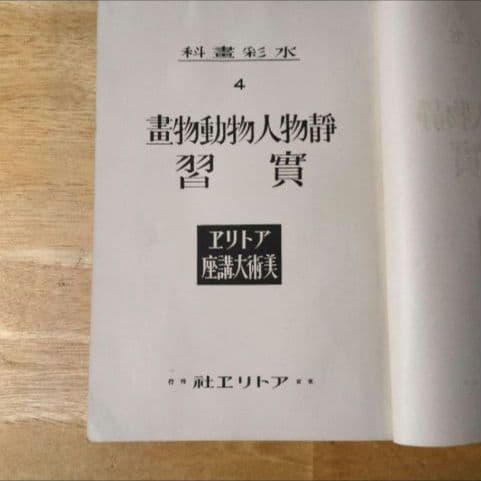 水彩畫科
4
靜物人物動物畫
實習
アトリヱ
美術大講座
アトリヱ社